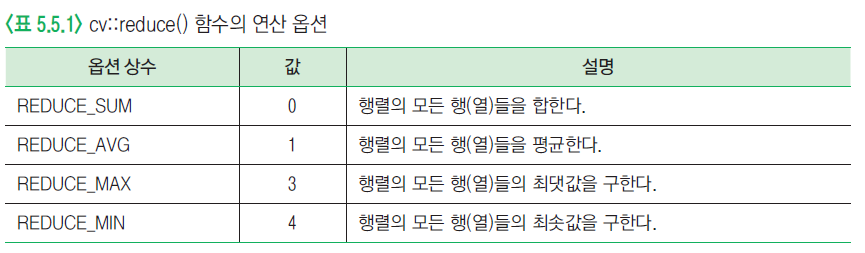 <표 5.5.1> cv::reduce() 함수의 연산 옵션
옵션 상수 값 설명
REDUCE_SUM 0 행렬의 모든 행(열)들을 합한다.
REDUCE_AVG 1 행렬의 모든 행(열)들을 평균한다.
REDUCE_MAX 3 행렬의 모든 행(열)들의 최댓값을 구한다.
REDUCE_MIN 4 행렬의 모든 행(열)들의 최솟값을 구한다.